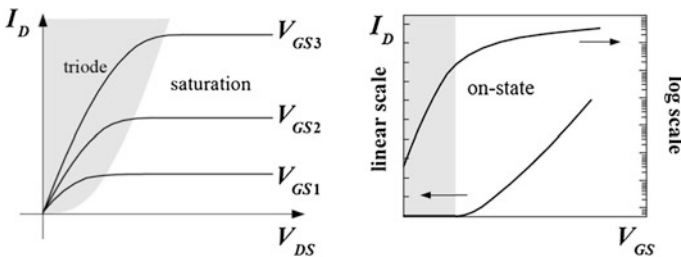 I_D
V_GS3
triode
saturation
V_GS2
V_GS1
V_DS
I_D
linear scale
on-state
log scale
V_GS